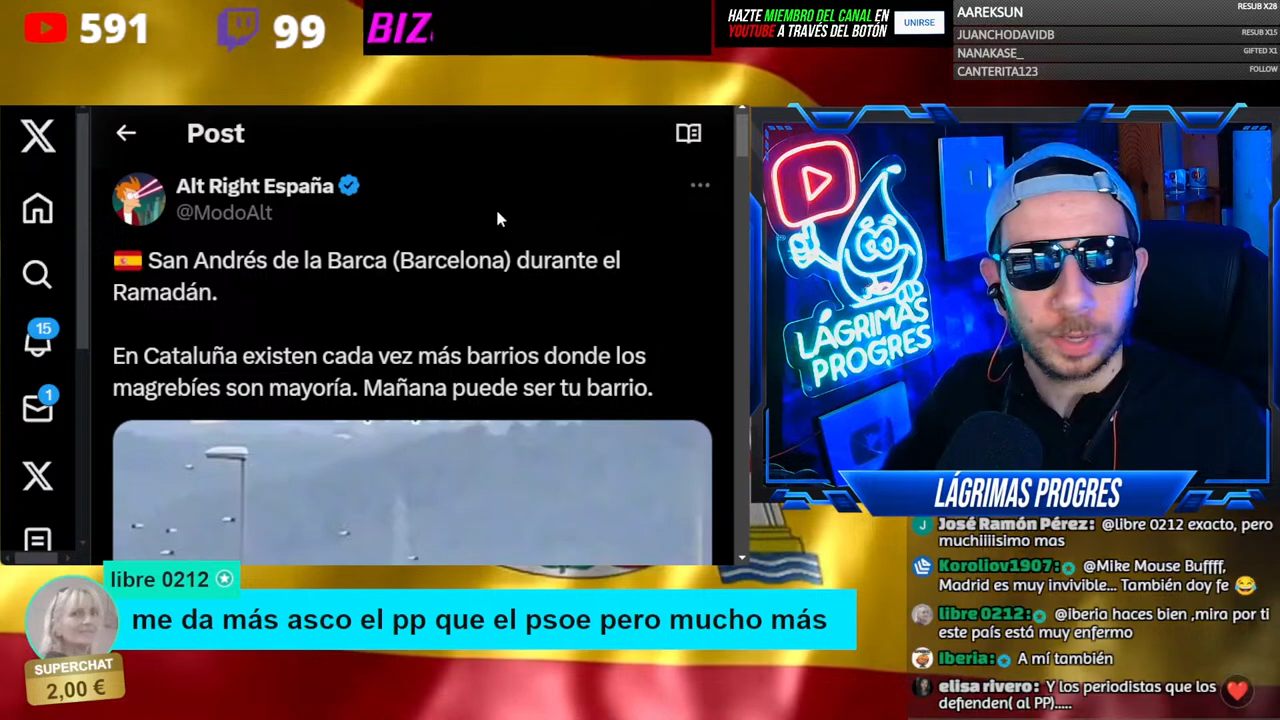 591
99
BIZ
HAZTE MIEMBRO DEL CANAL EN
YOUTUBE A TRAVÉS DEL BOTÓN
UNIRSE
AAREKSUN
RESUB X28
JUANCHODAVIDB
RESUB X15
NANAKASE_
GIFTED X1
CANTERITA123
FOLLOW
Post
Alt Right España
@ModoAlt
San Andrés de la Barca (Barcelona) durante el
Ramadán.
En Cataluña existen cada vez más barrios donde los
magrebíes son mayoría. Mañana puede ser tu barrio.
15
1
LÁGRIMAS
PROGRES
LÁGRIMAS PROGRES
libre 0212
me da más asco el pp que el psoe pero mucho más
SUPERCHAT
2,00 €
J
José Ramón Pérez: @libre 0212 exacto, pero
muchiiiisimo mas
Koroliov1907: @Mike Mouse Buffff,
Madrid es muy invivible... También doy fe 😂
libre 0212: @iberia haces bien ,mira por ti
este país está muy enfermo
Iberia: A mí también
elisa rivero: Y los periodistas que los
defienden( al PP).....